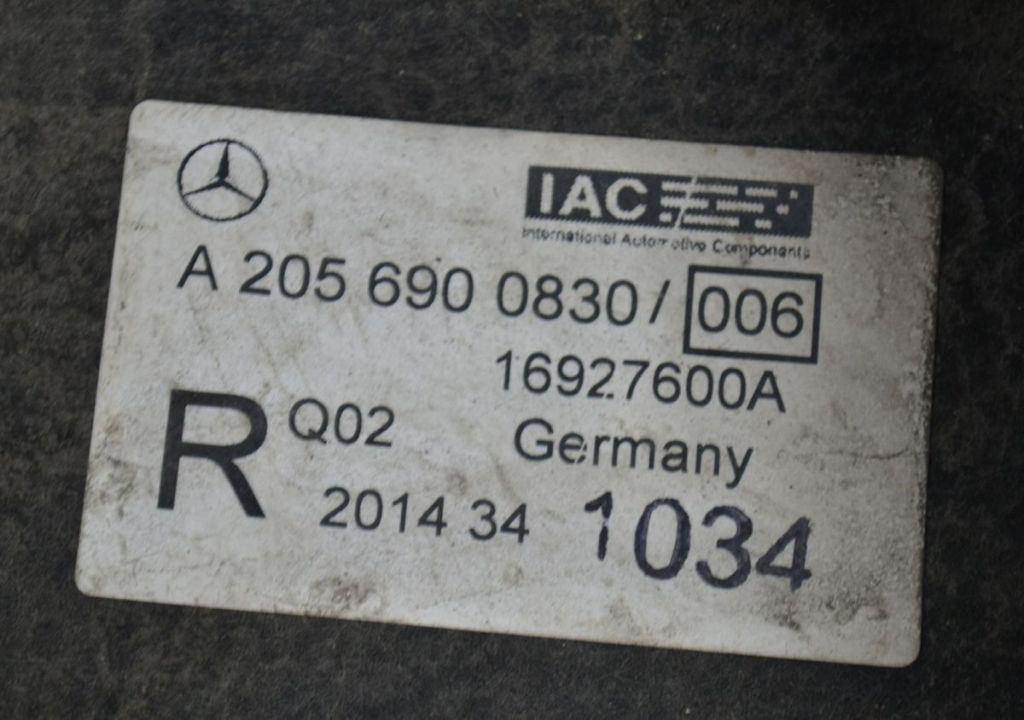 IAC
International Automotive Components
A 205 690 0830/ 006
16927600A
R Q02 Germany
2014 34 1034